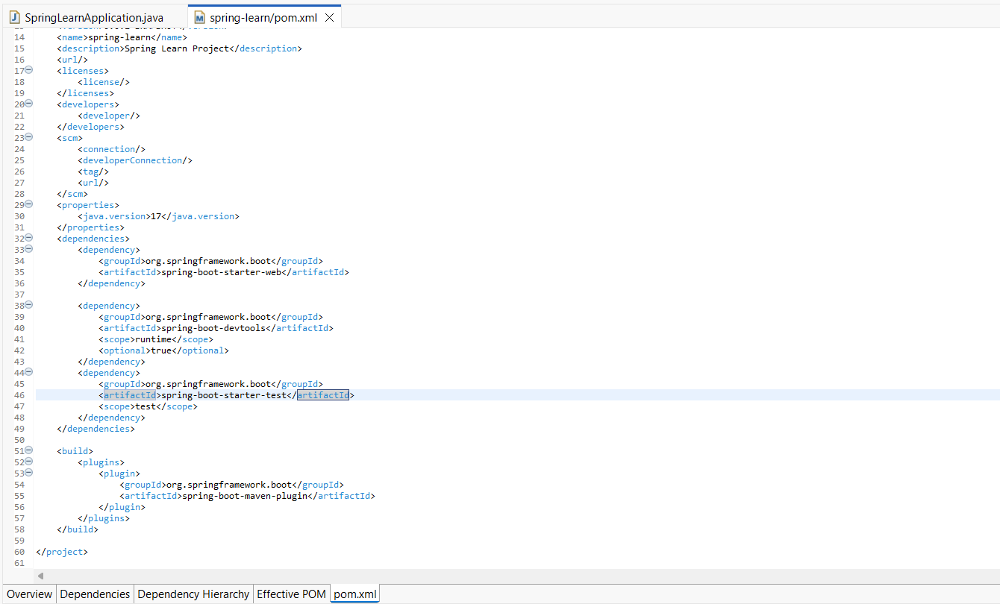 SpringLearnApplication.java
spring-learn/pom.xml
14 <name>spring-learn</name>
15 <description>Spring Learn Project</description>
16 <url/>
17 <licenses>
18 <license/>
19 </licenses>
20 <developers>
21 <developer/>
22 </developers>
23 <scm>
24 <connection/>
25 <developerConnection/>
26 <tag/>
27 <url/>
28 </scm>
29 <properties>
30 <java.version>17</java.version>
31 </properties>
32 <dependencies>
33 <dependency>
34 <groupId>org.springframework.boot</groupId>
35 <artifactId>spring-boot-starter-web</artifactId>
36 </dependency>
37
38 <dependency>
39 <groupId>org.springframework.boot</groupId>
40 <artifactId>spring-boot-devtools</artifactId>
41 <scope>runtime</scope>
42 <optional>true</optional>
43 </dependency>
44 <dependency>
45 <groupId>org.springframework.boot</groupId>
46 <artifactId>spring-boot-starter-test</artifactId>
47 <scope>test</scope>
48 </dependency>
49 </dependencies>
50
51 <build>
52 <plugins>
53 <plugin>
54 <groupId>org.springframework.boot</groupId>
55 <artifactId>spring-boot-maven-plugin</artifactId>
56 </plugin>
57 </plugins>
58 </build>
59
60 </project>
61
Overview Dependencies Dependency Hierarchy Effective POM pom.xml